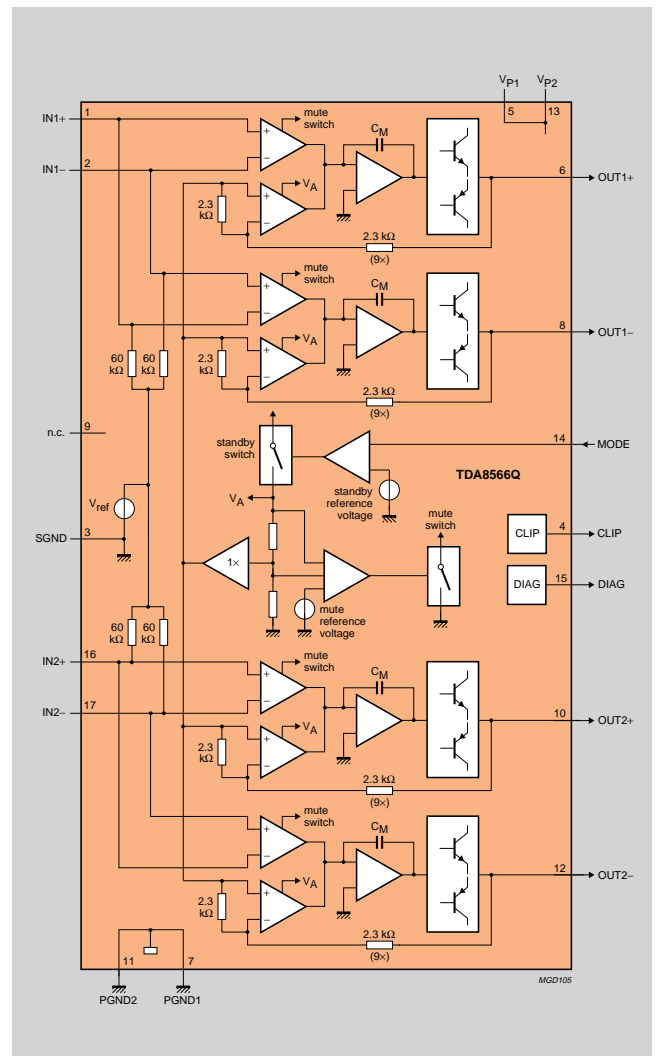 VP1
VP2
5
13
IN1+
1
IN1−
2
mute
switch
CM
+
−
2.3
kΩ
VA
+
−
2.3 kΩ
(9×)
6
OUT1+
mute
switch
CM
+
−
2.3
kΩ
VA
+
−
2.3 kΩ
(9×)
8
OUT1−
60
kΩ
60
kΩ
n.c.
9
standby
switch
14
MODE
TDA8566Q
standby
reference
voltage
Vref
VA
mute
switch
SGND
3
1×
CLIP
4
CLIP
DIAG
15
DIAG
mute
reference
voltage
60
kΩ
60
kΩ
IN2+
16
IN2−
17
mute
switch
CM
+
−
2.3
kΩ
VA
+
−
2.3 kΩ
(9×)
10
OUT2+
mute
switch
CM
+
−
2.3
kΩ
VA
+
−
2.3 kΩ
(9×)
12
OUT2−
11
7
PGND2
PGND1
MGD105